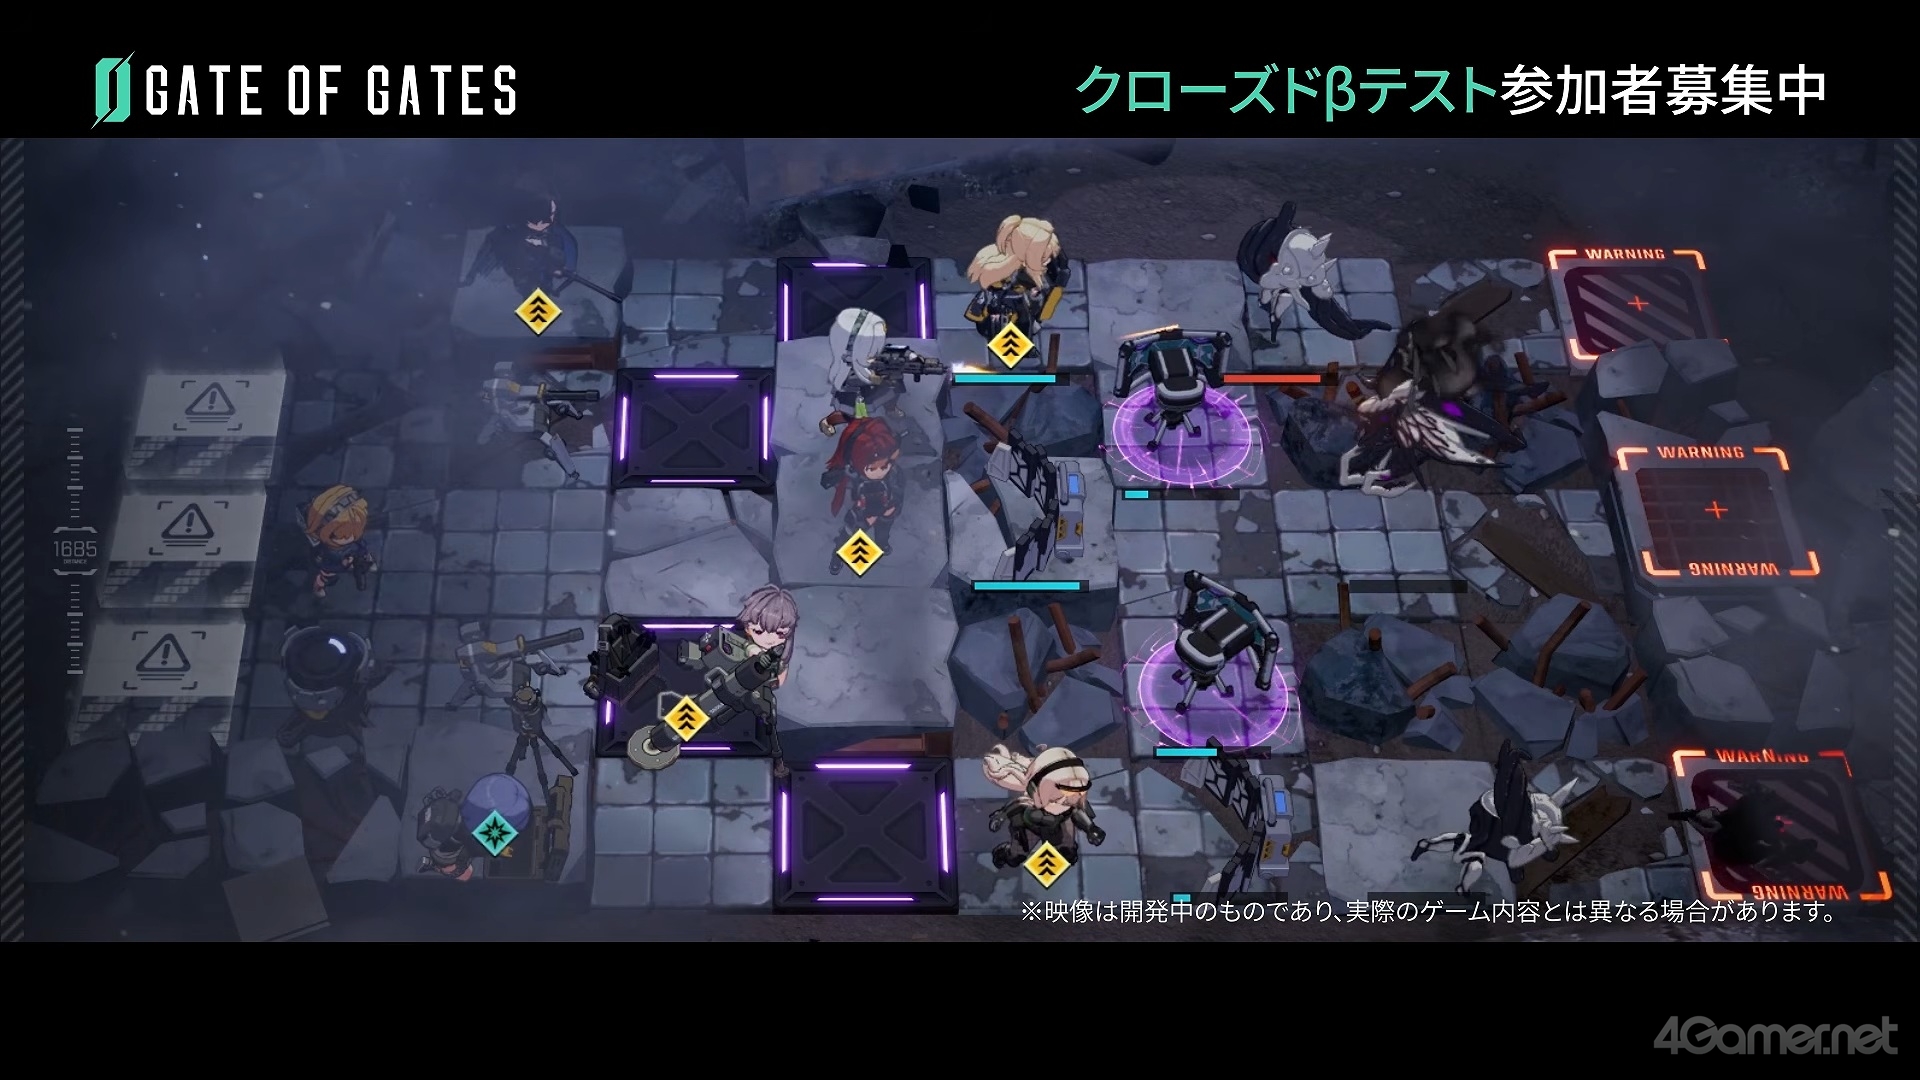 GATE OF GATES
クローズドβテスト参加者募集中
WARNING
WARNING
1685
DISTANCE
WARNING
WARNING
WARNING
※映像は開発中のものであり、実際のゲーム内容とは異なる場合があります。
4Gamer.net